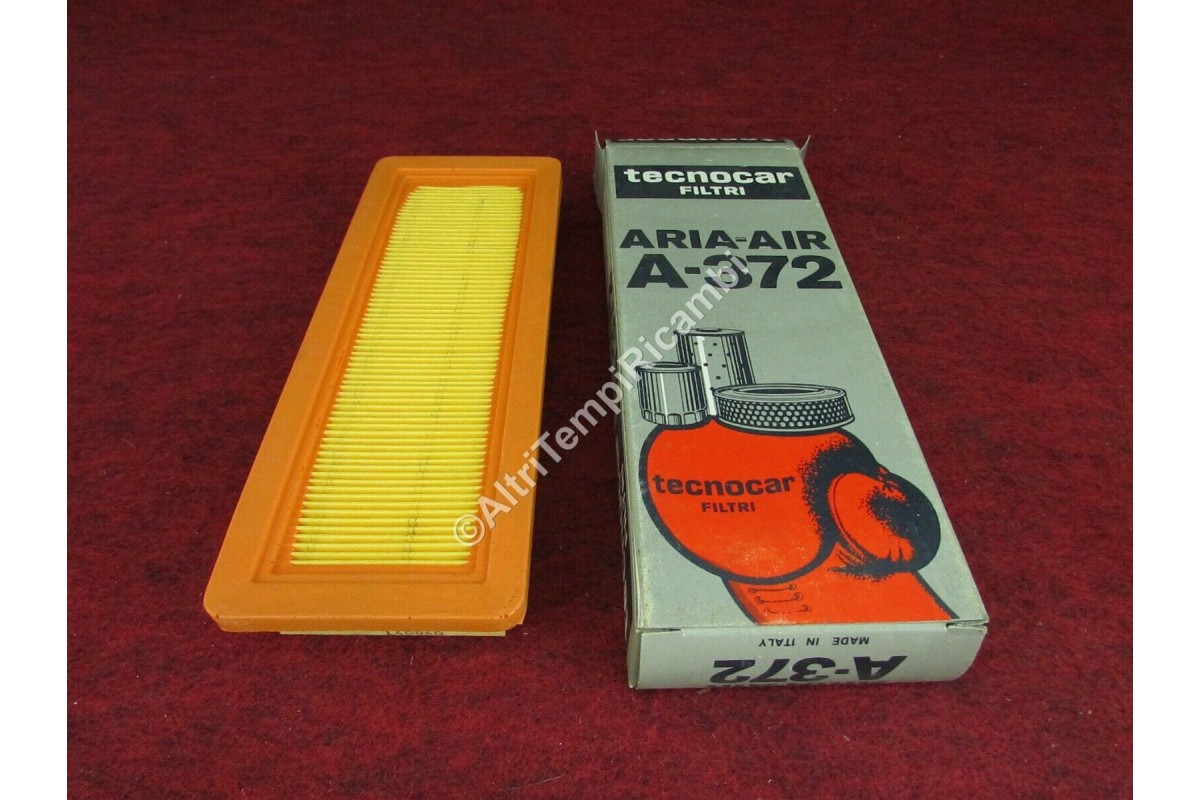 tecnocar
FILTRI
ARIA-AIR
A-372
tecnocar
FILTRI
MADE IN ITALY
A-372
©AltriTempiRicambi